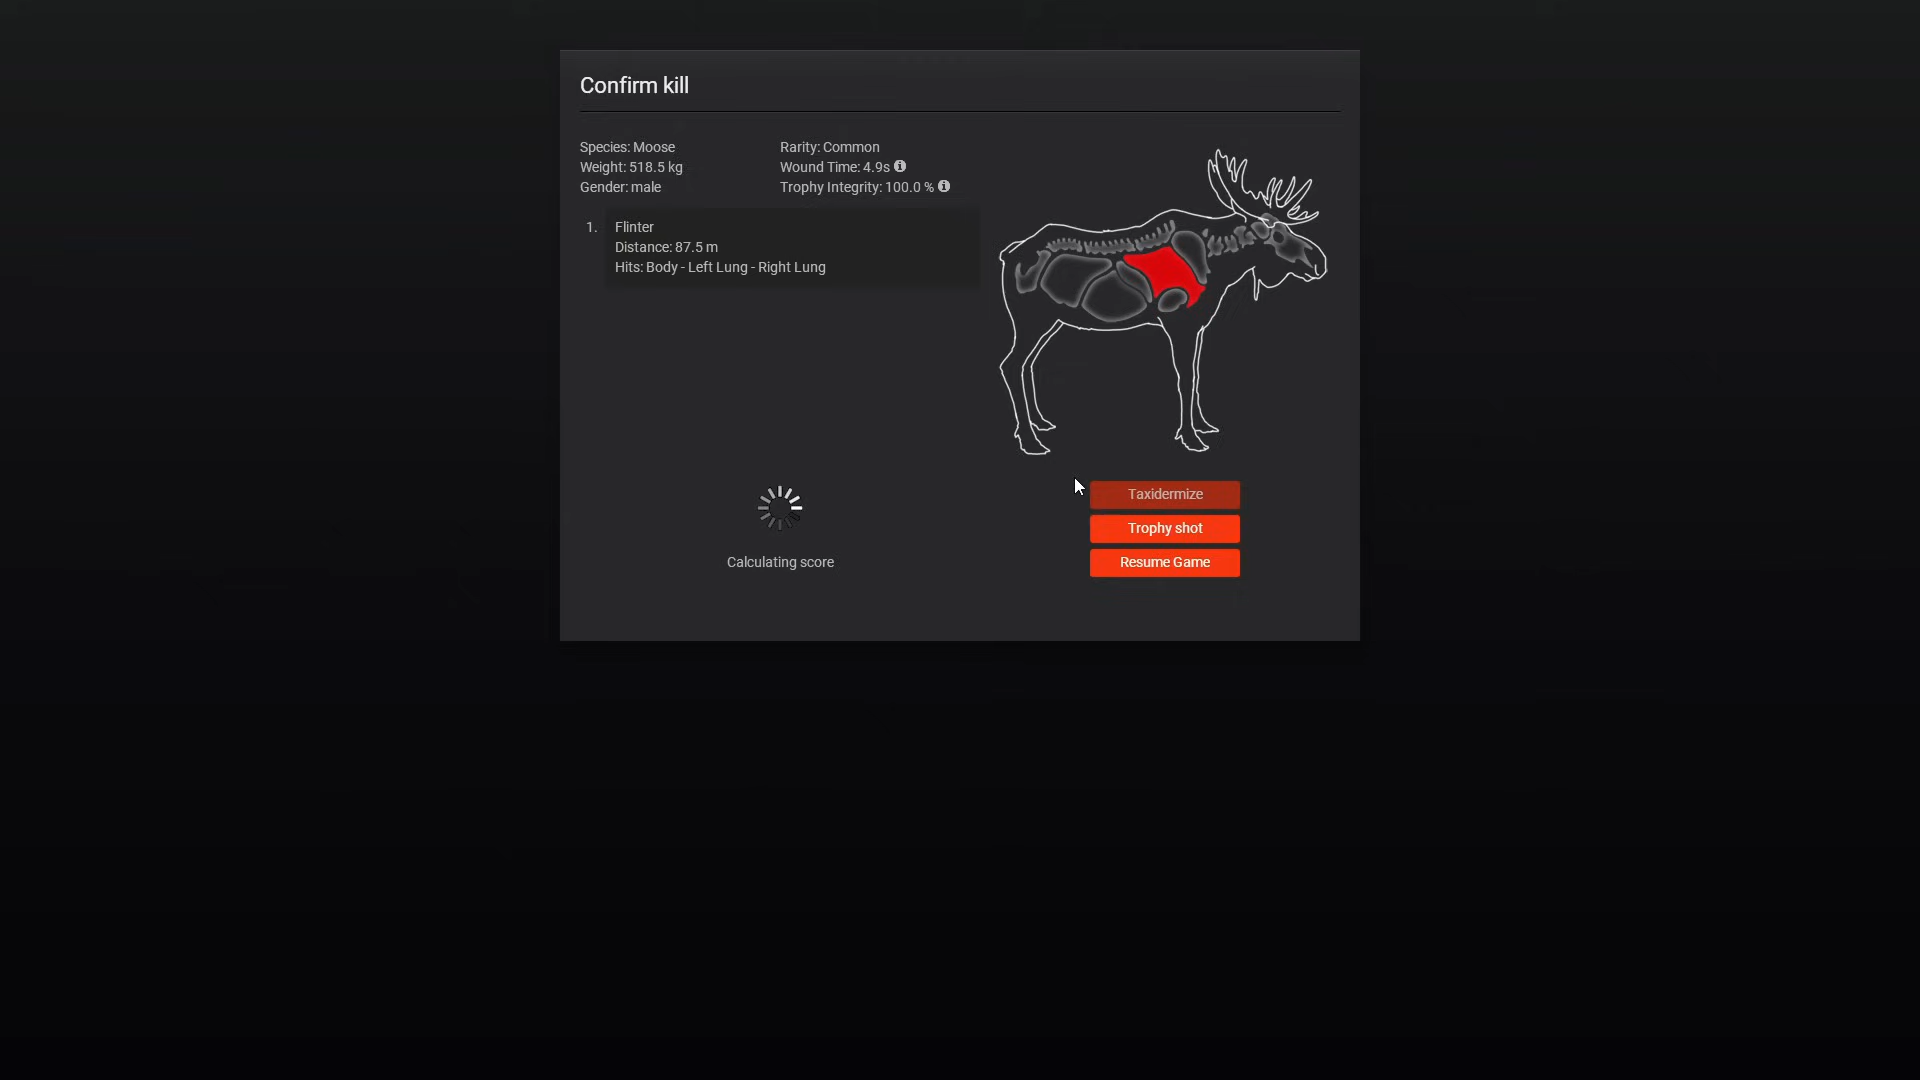 Confirm kill
Species: Moose
Rarity: Common
Weight: 518.5 kg
Wound Time: 4.9s
Gender: male
Trophy Integrity: 100.0 %
1.
Flinter
Distance: 87.5 m
Hits: Body - Left Lung - Right Lung
Taxidermize
Trophy shot
Calculating score
Resume Game